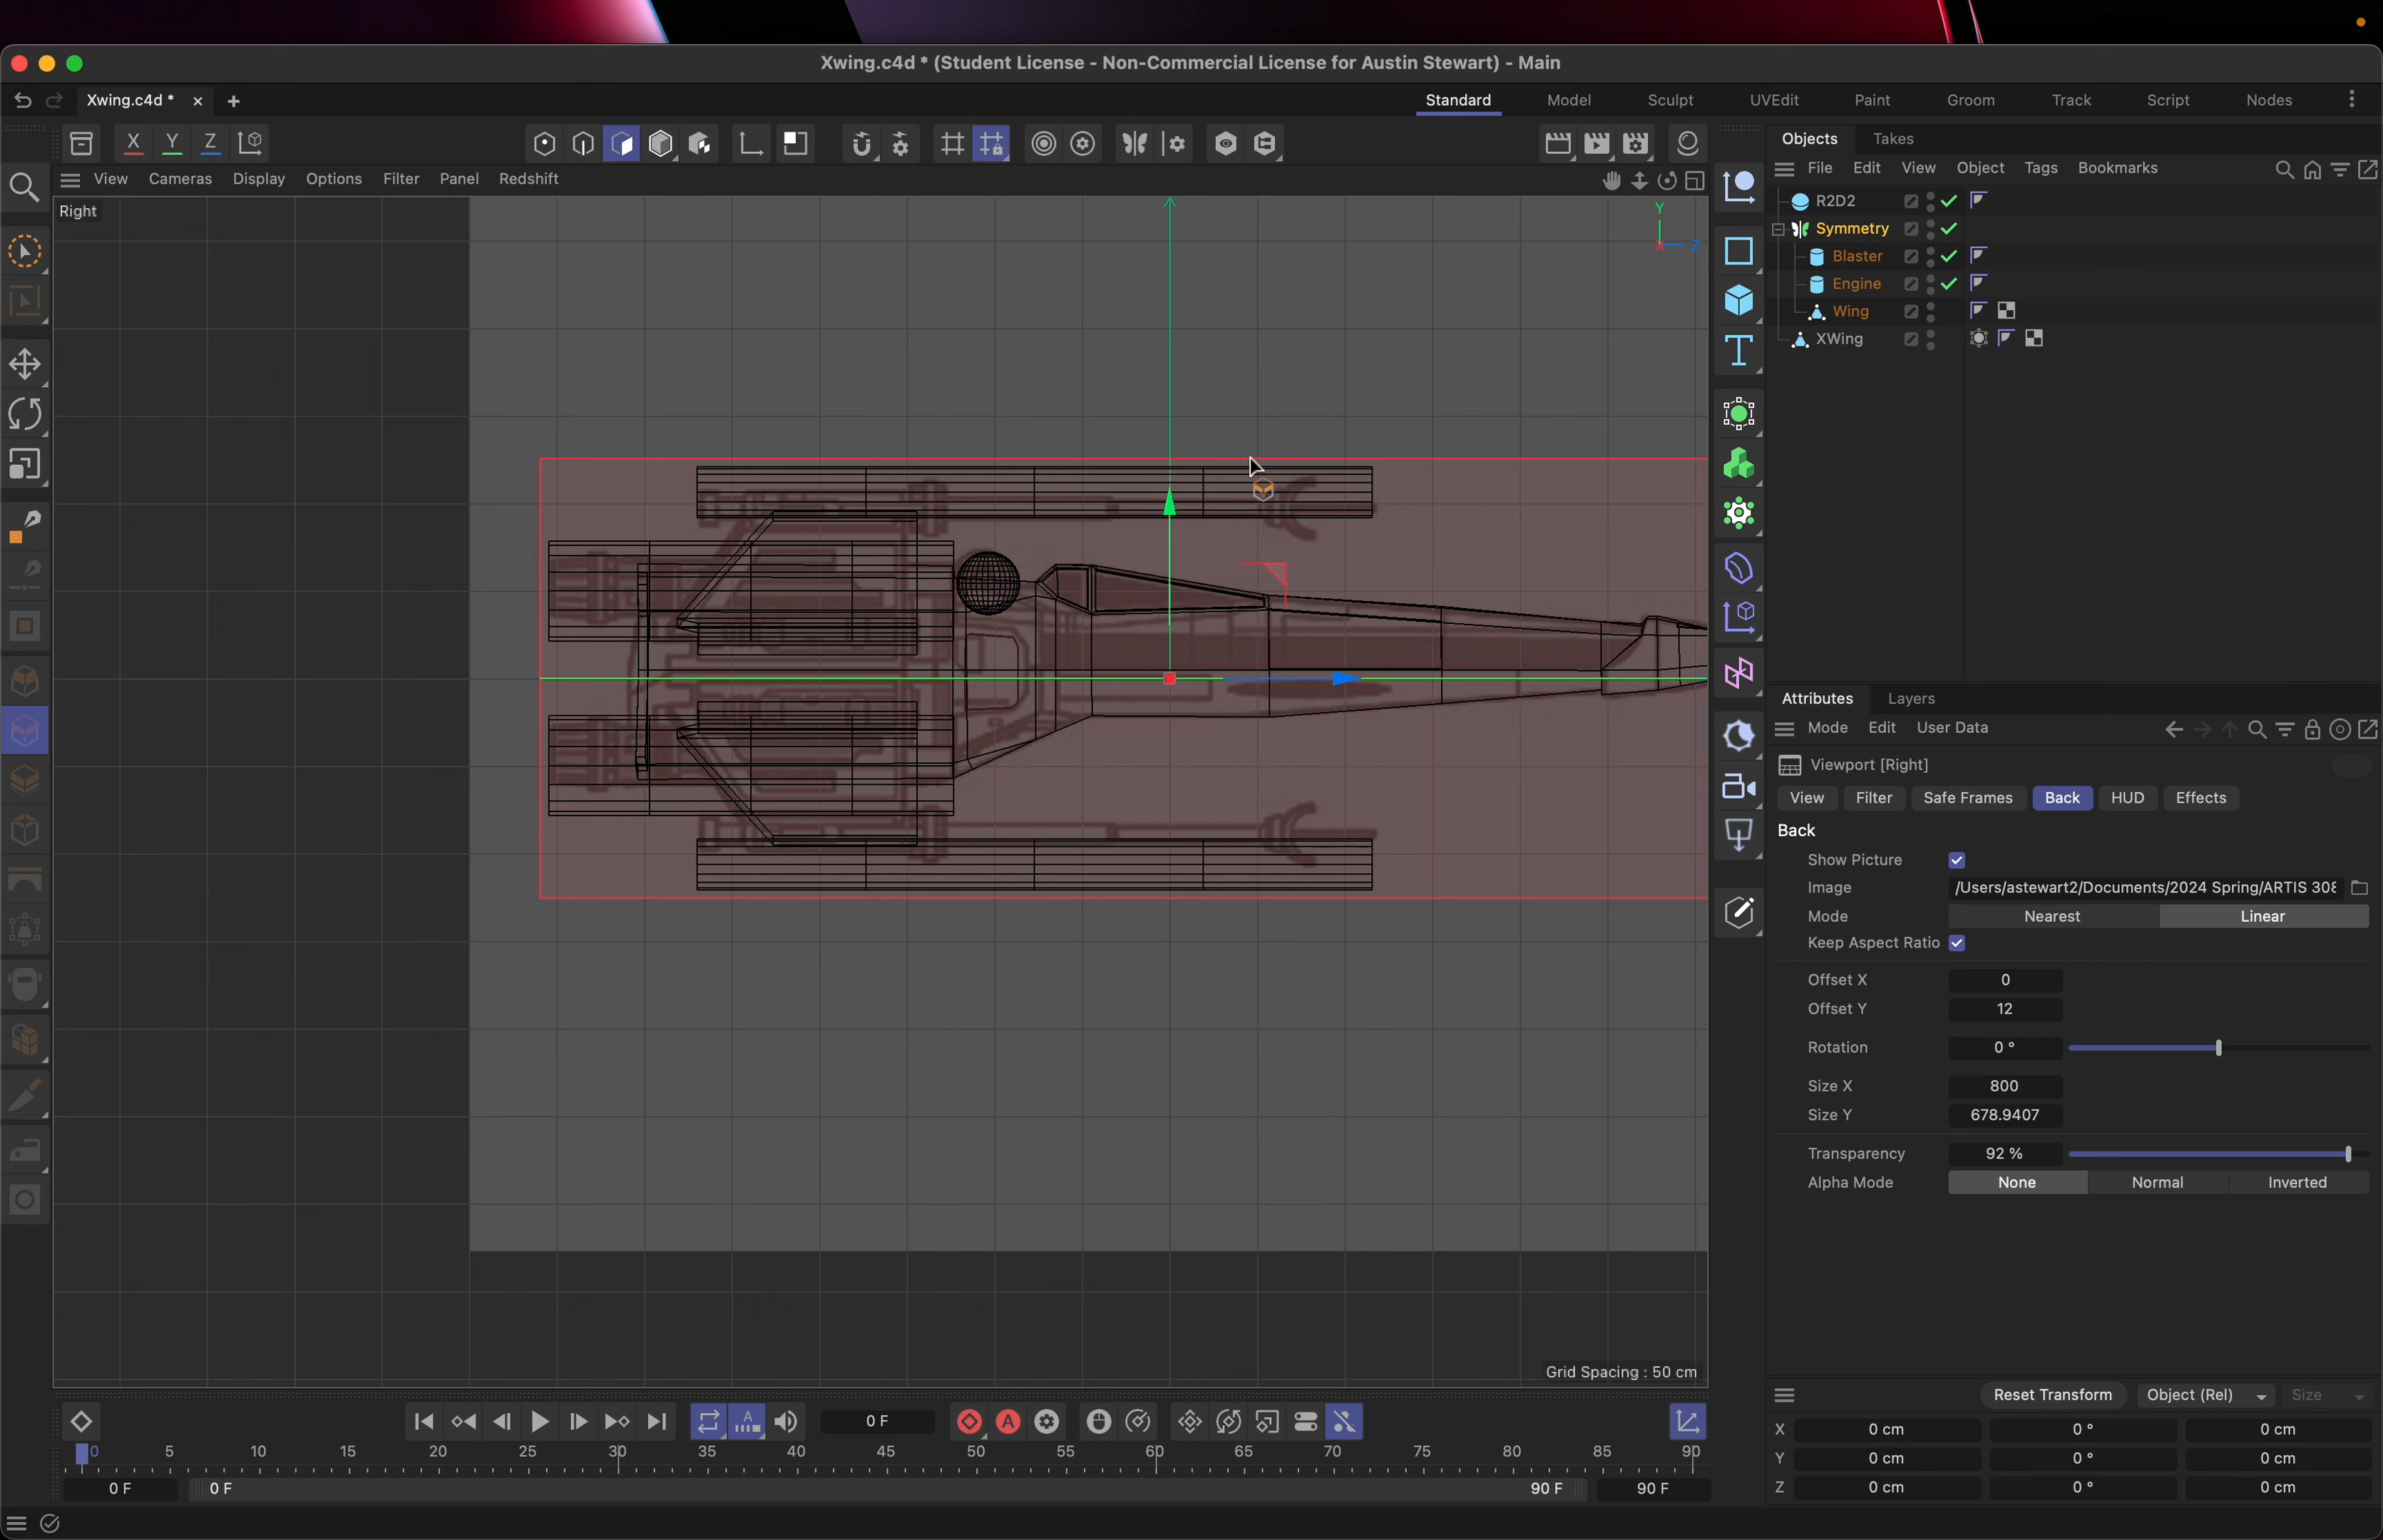 Xwing.c4d * (Student License - Non-Commercial License for Austin Stewart) - Main
Xwing.c4d *
Standard Model Sculpt UVEdit Paint Groom Track Script Nodes
X Y Z
Objects Takes
File Edit View Object Tags Bookmarks
View Cameras Display Options Filter Panel Redshift
Right
Y
X Z
R2D2
Symmetry
Blaster
Engine
Wing
XWing
Attributes Layers
Mode Edit User Data
Viewport [Right]
View Filter Safe Frames Back HUD Effects
Back
Show Picture
Image /Users/astewart2/Documents/2024 Spring/ARTIS 308
Mode Nearest Linear
Keep Aspect Ratio
Offset X 0
Offset Y 12
Rotation 0 °
Size X 800
Size Y 678.9407
Transparency 92 %
Alpha Mode None Normal Inverted
Grid Spacing : 50 cm
Reset Transform Object (Rel) Size
0 F
X 0 cm 0 ° 0 cm
0 5 10 15 20 25 30 35 40 45 50 55 60 65 70 75 80 85 90
Y 0 cm 0 ° 0 cm
0 F 0 F 90 F 90 F
Z 0 cm 0 ° 0 cm